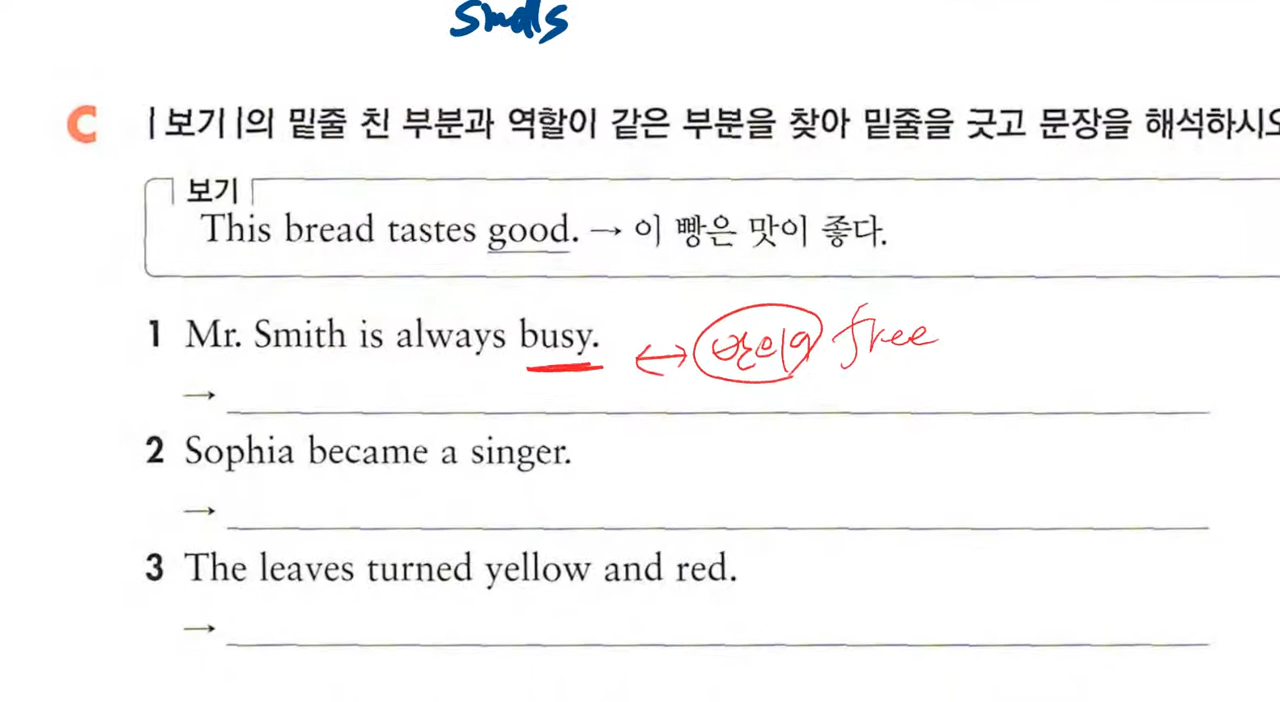 smells
C |보기|의 밑줄 친 부분과 역할이 같은 부분을 찾아 밑줄을 긋고 문장을 해석하시오
보기
This bread tastes good. → 이 빵은 맛이 좋다.
1 Mr. Smith is always busy. ↔ 반의어 free
→
2 Sophia became a singer.
→
3 The leaves turned yellow and red.
→